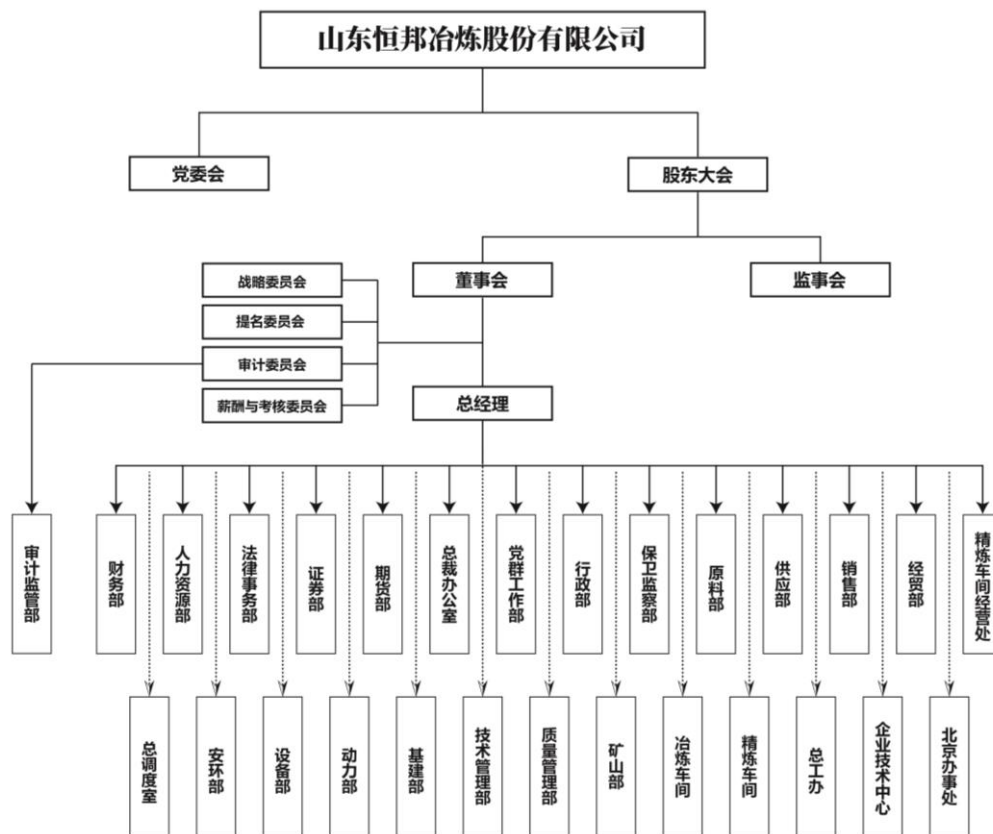 山东恒邦冶炼股份有限公司
党委会
股东大会
战略委员会
董事会
监事会
提名委员会
审计委员会
总经理
薪酬与考核委员会
审计监管部
财务部
人力资源部
法律事务部
证券部
期货部
总裁办公室
党群工作部
行政部
保卫监察部
原料部
供应部
销售部
经贸部
精炼车间经营处
总调度室
安环部
设备部
动力部
基建部
技术管理部
质量管理部
矿山部
冶炼车间
精炼车间
总工办
企业技术中心
北京办事处